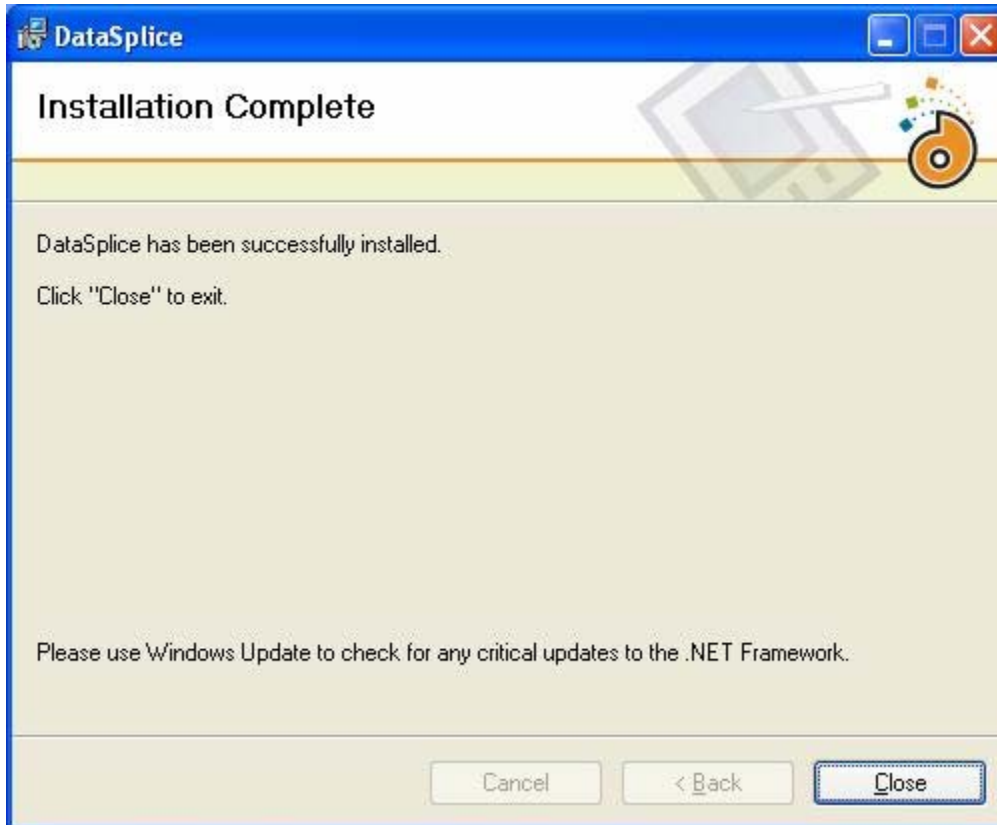 DataSplice
Installation Complete
DataSplice has been successfully installed.
Click "Close" to exit.
Please use Windows Update to check for any critical updates to the .NET Framework.
Cancel
< Back
Close